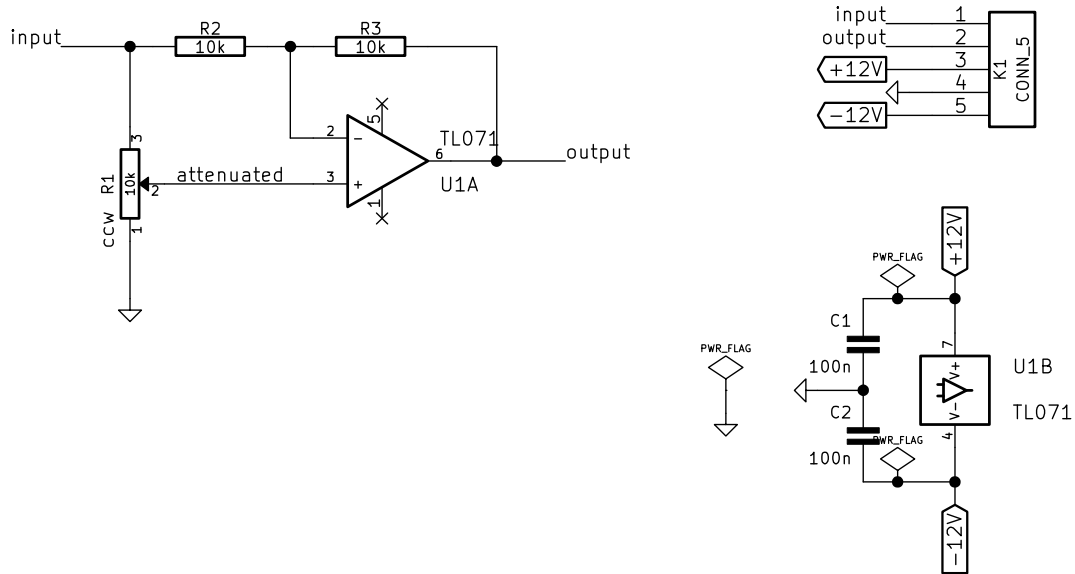 input
R2
10k
R3
10k
3
R1
10k
2
ccw
1
attenuated
2
-
3
+
5
1
TL071
6
U1A
output
input 1
output 2
+12V 3
4
-12V 5
K1
CONN_5
+12V
PWR_FLAG
C1
100n
PWR_FLAG
C2
100n
PWR_FLAG
7
V+
V-
4
U1B
TL071
-12V